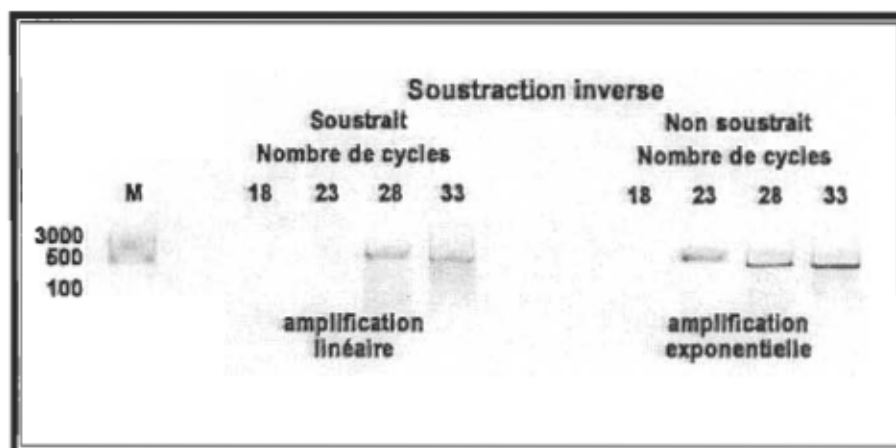 Soustraction inverse
Soustrait Non soustrait
Nombre de cycles Nombre de cycles
M 18 23 28 33 18 23 28 33
3000
500
100
amplification amplification
linéaire exponentielle